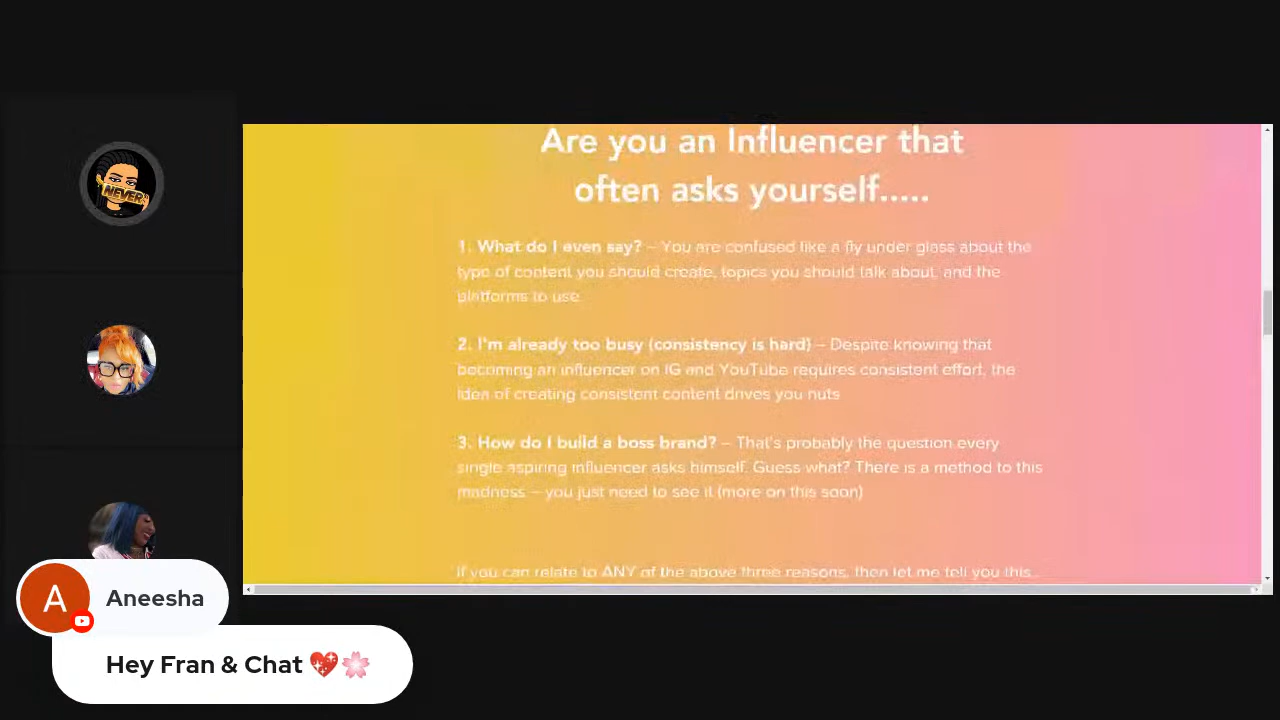 Are you an Influencer that
often asks yourself.....
1. What do I even say? – You are confused like a fly under glass about the
type of content you should create, topics you should talk about, and the
platforms to use
2. I'm already too busy (consistency is hard) – Despite knowing that
becoming an influencer on IG and YouTube requires consistent effort, the
idea of creating consistent content drives you nuts
3. How do I build a boss brand? – That's probably the question every
single aspiring influencer asks himself. Guess what? There is a method to this
madness – you just need to see it (more on this soon)
If you can relate to ANY of the above three reasons, then let me tell you this...
NEVER
A
Aneesha
Hey Fran & Chat 💖🌸